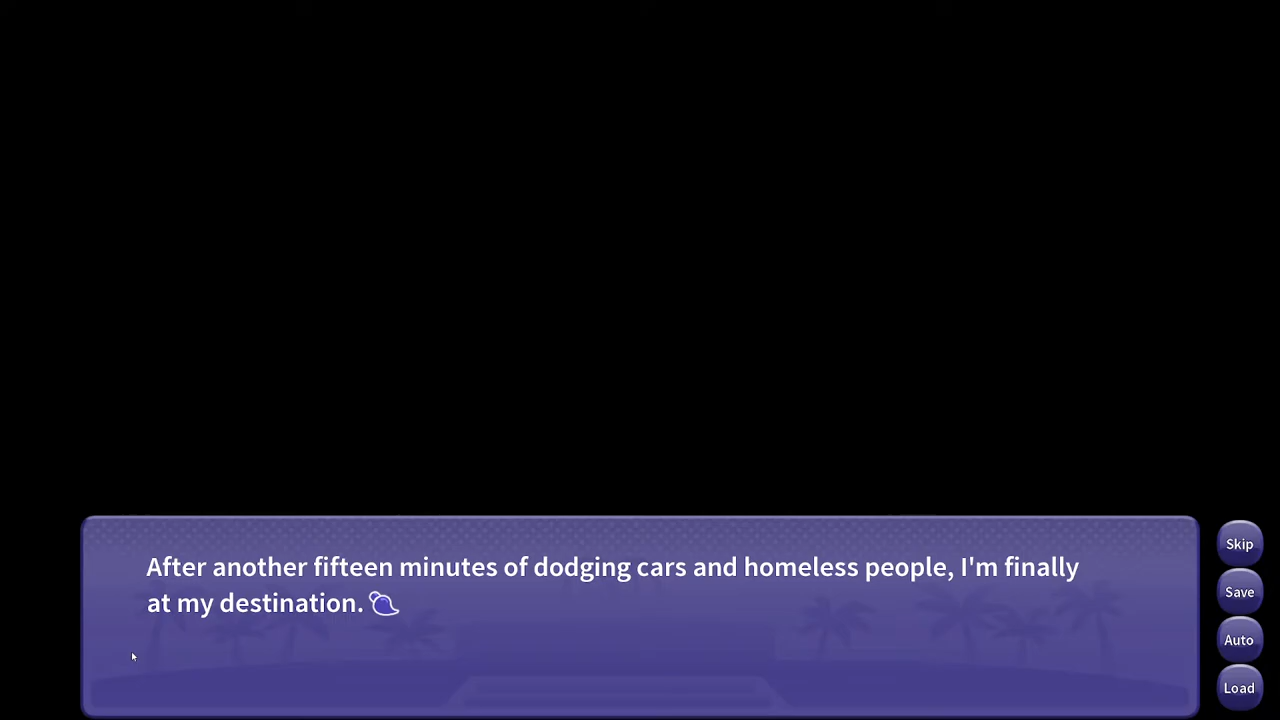 After another fifteen minutes of dodging cars and homeless people, I'm finally
at my destination.
Skip
Save
Auto
Load